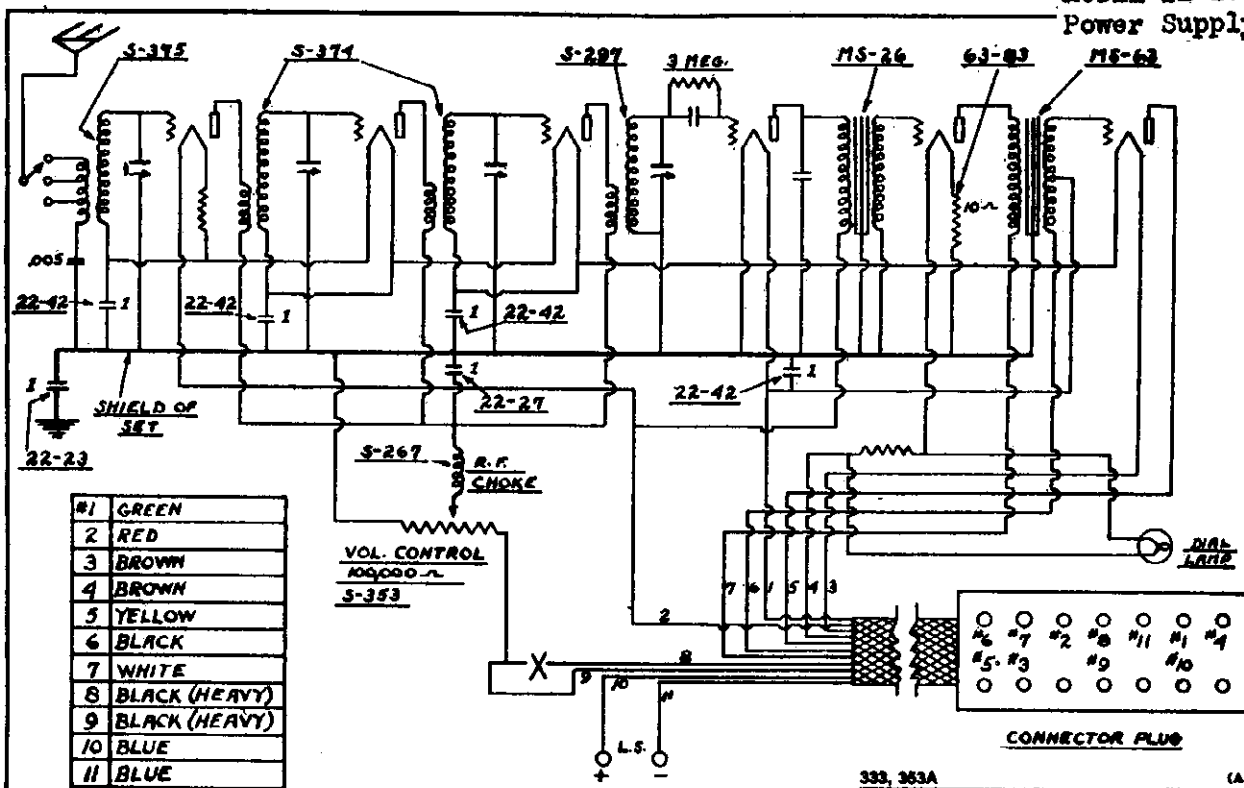 Power Supply
S-375
S-374
S-297
3 MEG.
MS-26
63-83
MS-63
10 Ω
.005
22-42
1
22-42
1
1
22-42
1
22-27
22-42
1
1
SHIELD OF
SET
22-23
S-267
R.F.
CHOKE
VOL. CONTROL
100,000 Ω
S-353
DIAL
LAMP
7 6 1 5 4 3
2
8
9
10
11
L.S.
+ -
#1 GREEN
2 RED
3 BROWN
4 BROWN
5 YELLOW
6 BLACK
7 WHITE
8 BLACK (HEAVY)
9 BLACK (HEAVY)
10 BLUE
11 BLUE
#6 #7 #2 #8 #11 #1 #4
#5. #3 #9 #10
CONNECTOR PLUG
333, 353A
(A